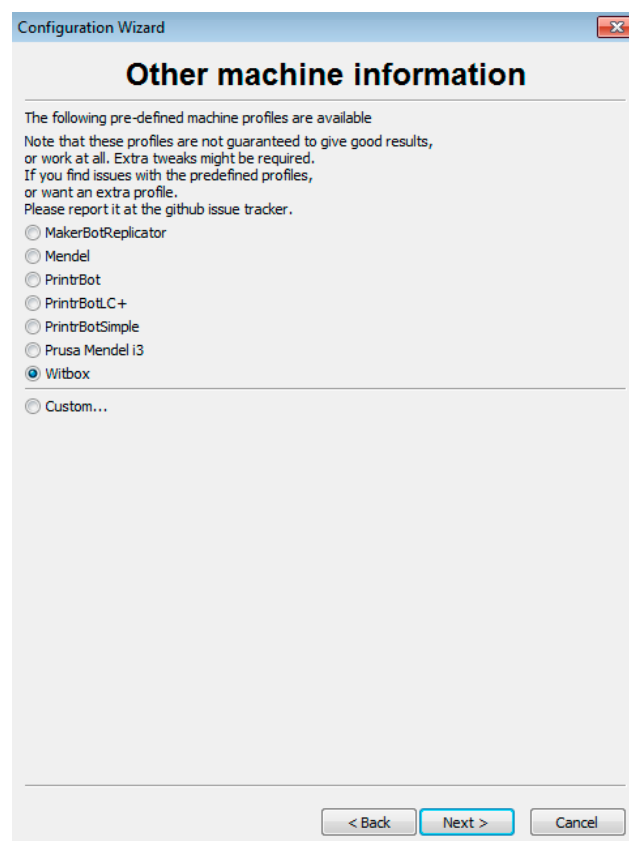 Configuration Wizard
Other machine information
The following pre-defined machine profiles are available
Note that these profiles are not guaranteed to give good results,
or work at all. Extra tweaks might be required.
If you find issues with the predefined profiles,
or want an extra profile.
Please report it at the github issue tracker.
MakerBotReplicator
Mendel
PrintrBot
PrintrBotLC+
PrintrBotSimple
Prusa Mendel i3
Witbox
Custom...
< Back Next > Cancel